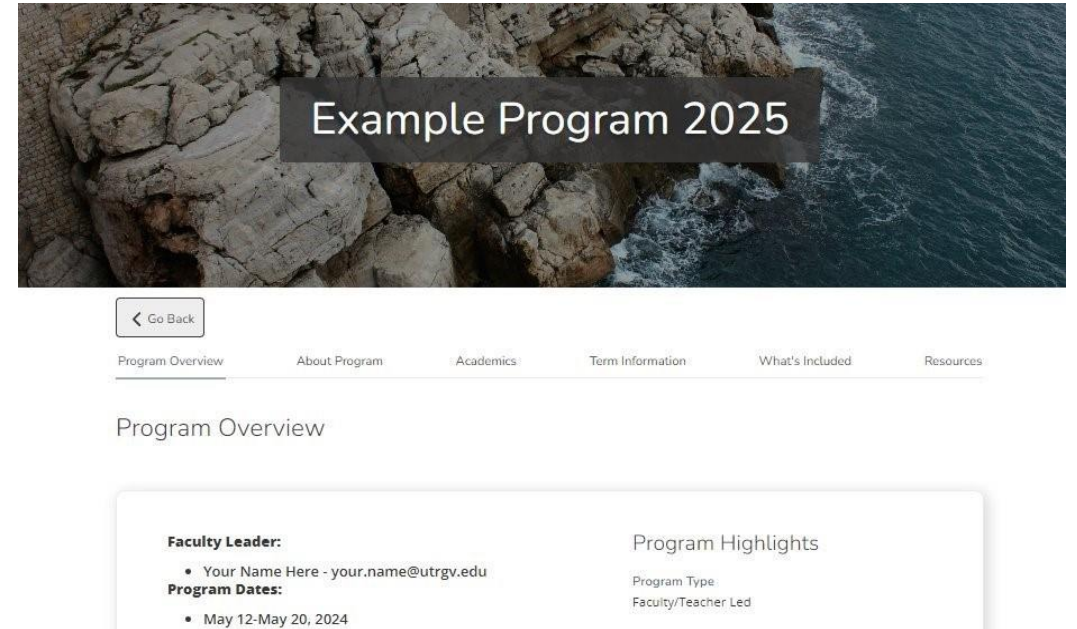 Example Program 2025
Go Back
Program Overview About Program Academics Term Information What's Included Resources
Program Overview
Faculty Leader:
• Your Name Here - your.name@utrgv.edu
Program Dates:
• May 12-May 20, 2024
Program Highlights
Program Type
Faculty/Teacher Led